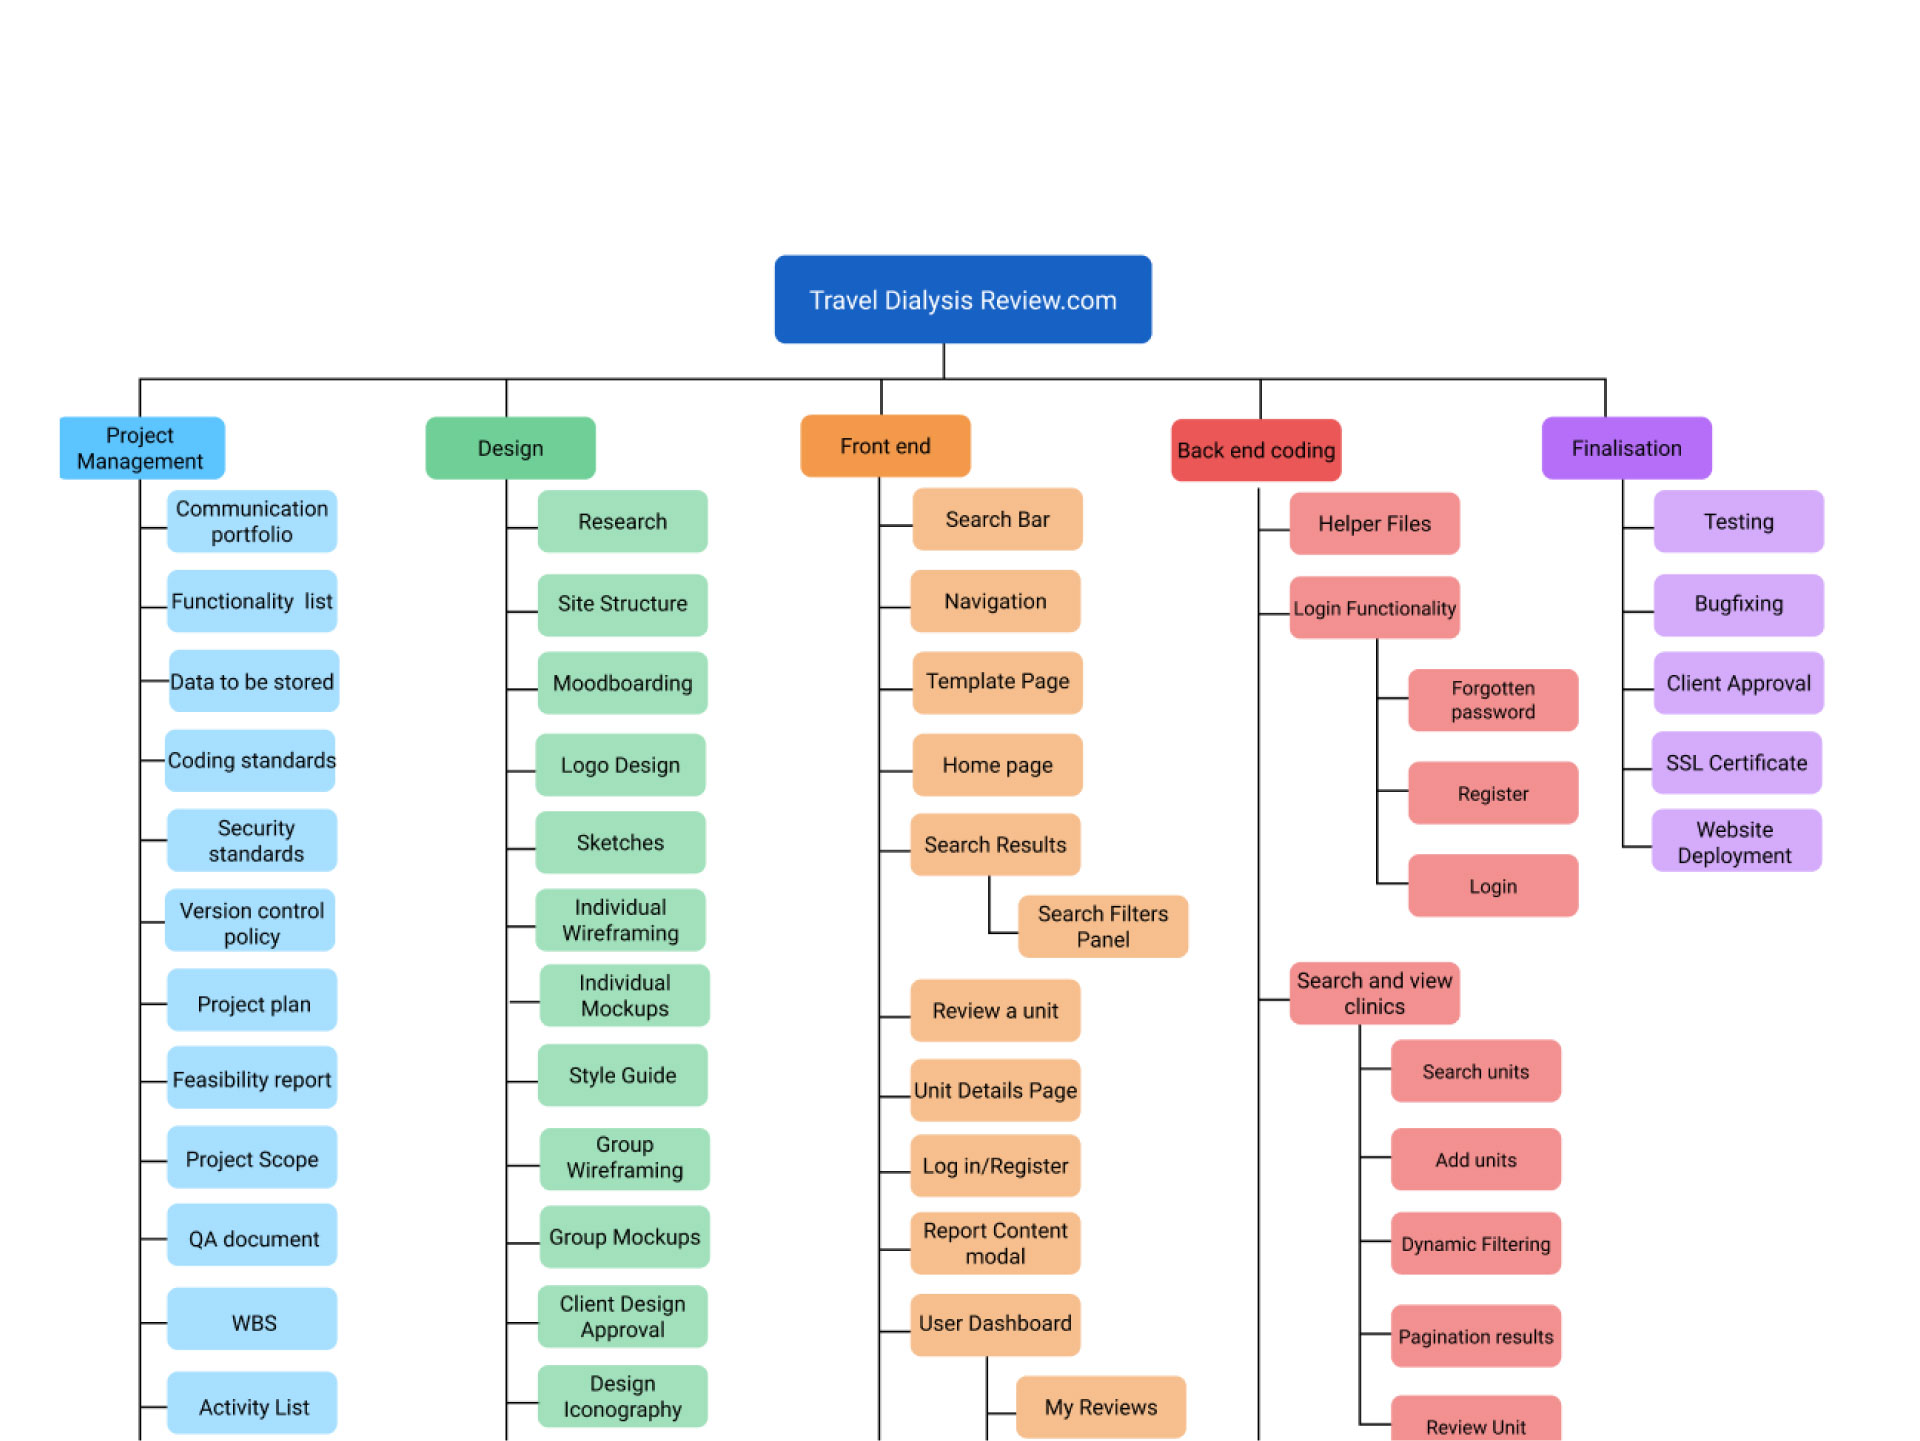 Travel Dialysis Review.com
Project
Management
Communication
portfolio
Functionality list
Data to be stored
Coding standards
Security
standards
Version control
policy
Project plan
Feasibility report
Project Scope
QA document
WBS
Activity List
Design
Research
Site Structure
Moodboarding
Logo Design
Sketches
Individual
Wireframing
Individual
Mockups
Style Guide
Group
Wireframing
Group Mockups
Client Design
Approval
Design
Iconography
Front end
Search Bar
Navigation
Template Page
Home page
Search Results
Search Filters
Panel
Review a unit
Unit Details Page
Log in/Register
Report Content
modal
User Dashboard
My Reviews
Back end coding
Helper Files
Login Functionality
Forgotten
password
Register
Login
Search and view
clinics
Search units
Add units
Dynamic Filtering
Pagination results
Review Unit
Finalisation
Testing
Bugfixing
Client Approval
SSL Certificate
Website
Deployment